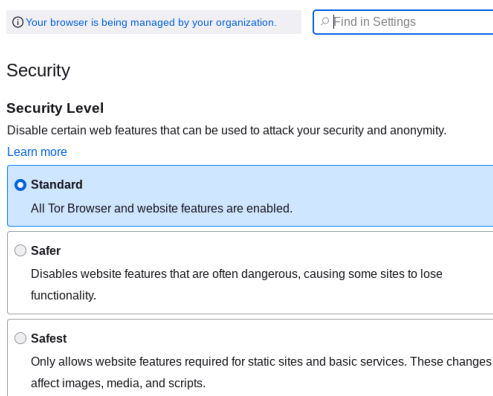 Your browser is being managed by your organization.
Find in Settings
Security
Security Level
Disable certain web features that can be used to attack your security and anonymity.
Learn more
Standard
All Tor Browser and website features are enabled.
Safer
Disables website features that are often dangerous, causing some sites to lose
functionality.
Safest
Only allows website features required for static sites and basic services. These changes
affect images, media, and scripts.